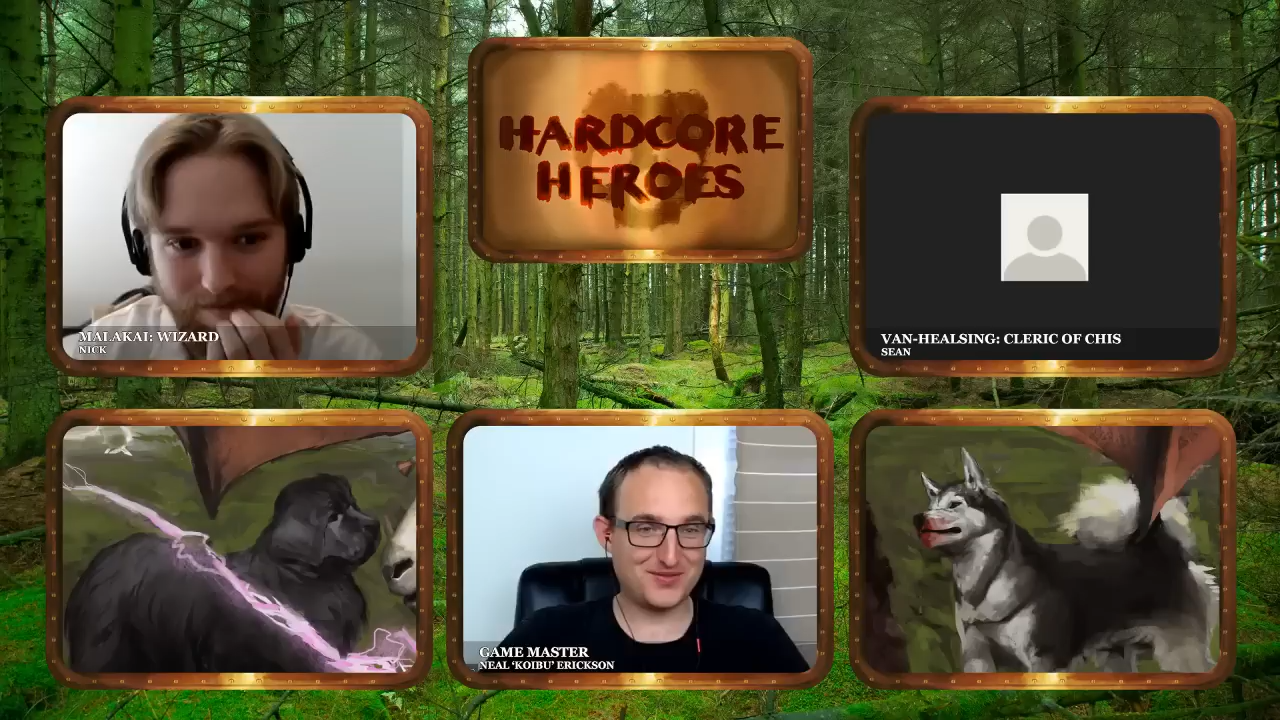 HARDCORE
HEROES
MALAKAI: WIZARD
NICK
VAN-HEALSING: CLERIC OF CHIS
SEAN
GAME MASTER
NEAL ‘KOIBU’ ERICKSON